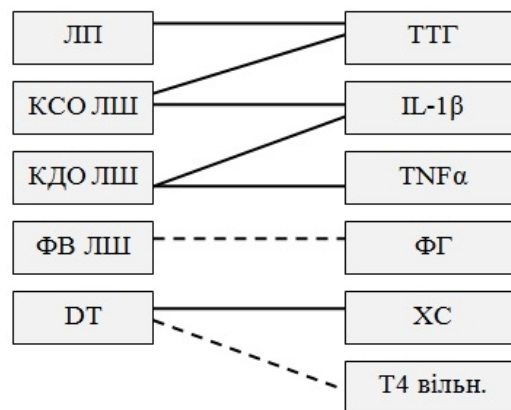 ЛП
ТТГ
КСО ЛШ
IL-1β
КДО ЛШ
TNFα
ФВ ЛШ
ФГ
DT
ХС
Т4 вільн.